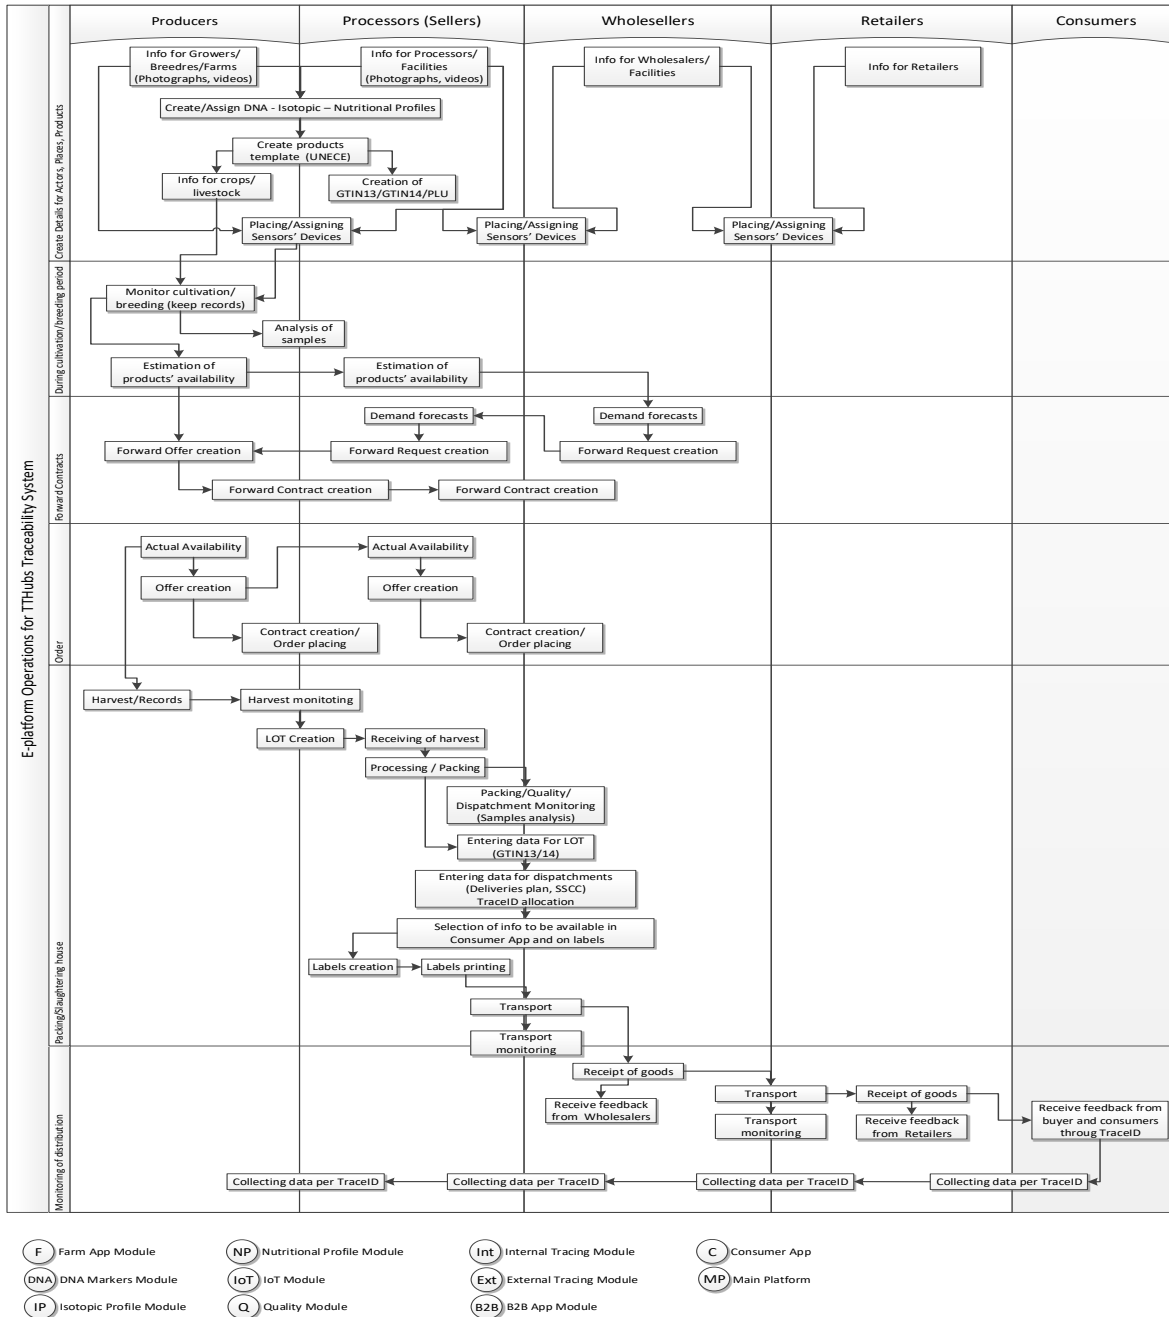 Producers
Processors (Sellers)
Wholesellers
Retailers
Consumers
E-platform Operations for TTHubs Traceability System
Create Details for Actors, Places, Products
Info for Growers/
Breedres/Farms
(Photographs, videos)
Info for Processors/
Facilities
(Photographs, videos)
Info for Wholesalers/
Facilities
Info for Retailers
Create/Assign DNA - Isotopic – Nutritional Profiles
Create products
template (UNECE)
Info for crops/
livestock
Creation of
GTIN13/GTIN14/PLU
Placing/Assigning
Sensors' Devices
Placing/Assigning
Sensors' Devices
Placing/Assigning
Sensors' Devices
During cultivation/breeding period
Monitor cultivation/
breeding (keep records)
Analysis of
samples
Estimation of
products' availability
Estimation of
products' availability
Forward Contracts
Demand forecasts
Demand forecasts
Forward Offer creation
Forward Request creation
Forward Request creation
Forward Contract creation
Forward Contract creation
Order
Actual Availability
Actual Availability
Offer creation
Offer creation
Contract creation/
Order placing
Contract creation/
Order placing
Packing/Slaughtering house
Harvest/Records
Harvest monitoting
LOT Creation
Receiving of harvest
Processing / Packing
Packing/Quality/
Dispatchment Monitoring
(Samples analysis)
Entering data For LOT
(GTIN13/14)
Entering data for dispatchments
(Deliveries plan, SSCC)
TraceID allocation
Selection of info to be available in
Consumer App and on labels
Labels creation
Labels printing
Transport
Transport
monitoring
Monitoring of distribution
Receipt of goods
Receive feedback
from Wholesalers
Transport
Transport
monitoring
Receipt of goods
Receive feedback
from Retailers
Receive feedback from
buyer and consumers
throug TraceID
Collecting data per TraceID
Collecting data per TraceID
Collecting data per TraceID
Collecting data per TraceID
F Farm App Module
NP Nutritional Profile Module
Int Internal Tracing Module
C Consumer App
DNA DNA Markers Module
IoT IoT Module
Ext External Tracing Module
MP Main Platform
IP Isotopic Profile Module
Q Quality Module
B2B B2B App Module